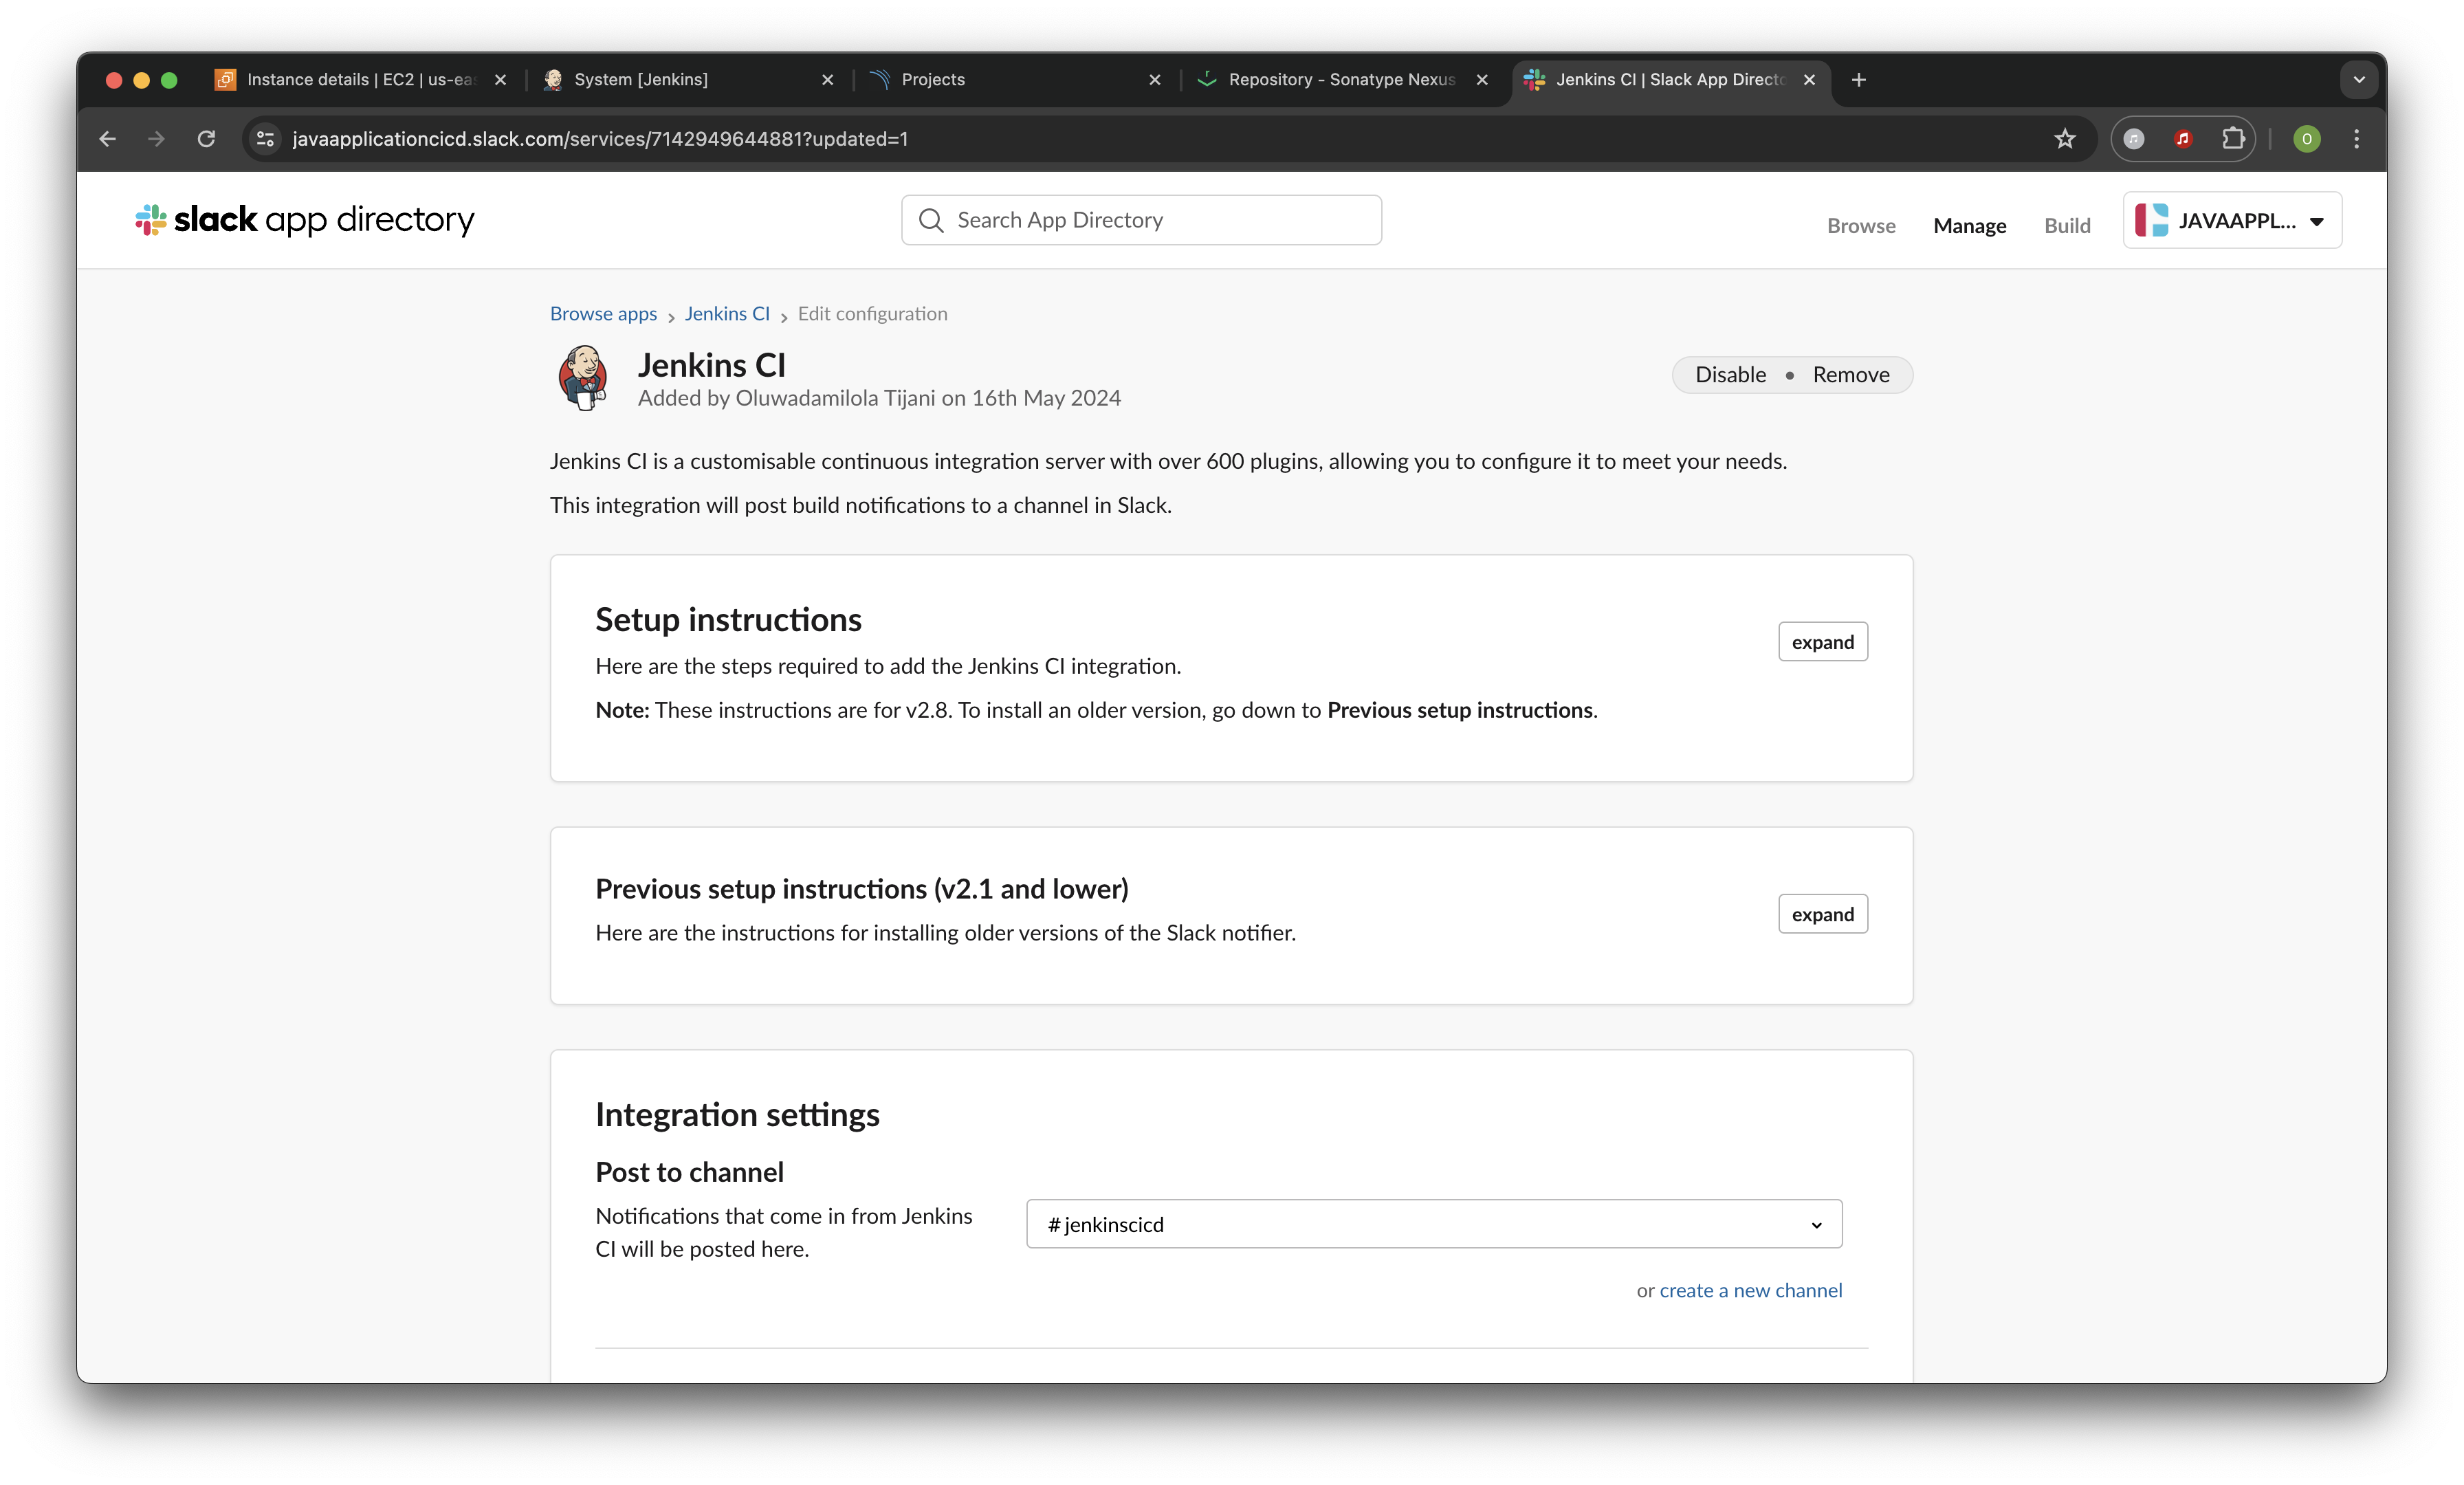 Instance details | EC2 | us-eas
System [Jenkins]
Projects
Repository - Sonatype Nexus
Jenkins CI | Slack App Directo
javaapplicationcicd.slack.com/services/7142949644881?updated=1
O
slack app directory
Search App Directory
Browse
Manage
Build
JAVAAPPL...
Browse apps › Jenkins CI › Edit configuration
Jenkins CI
Added by Oluwadamilola Tijani on 16th May 2024
Disable • Remove
Jenkins CI is a customisable continuous integration server with over 600 plugins, allowing you to configure it to meet your needs.
This integration will post build notifications to a channel in Slack.
Setup instructions
expand
Here are the steps required to add the Jenkins CI integration.
Note: These instructions are for v2.8. To install an older version, go down to Previous setup instructions.
Previous setup instructions (v2.1 and lower)
expand
Here are the instructions for installing older versions of the Slack notifier.
Integration settings
Post to channel
Notifications that come in from Jenkins
CI will be posted here.
# jenkinscicd
or create a new channel